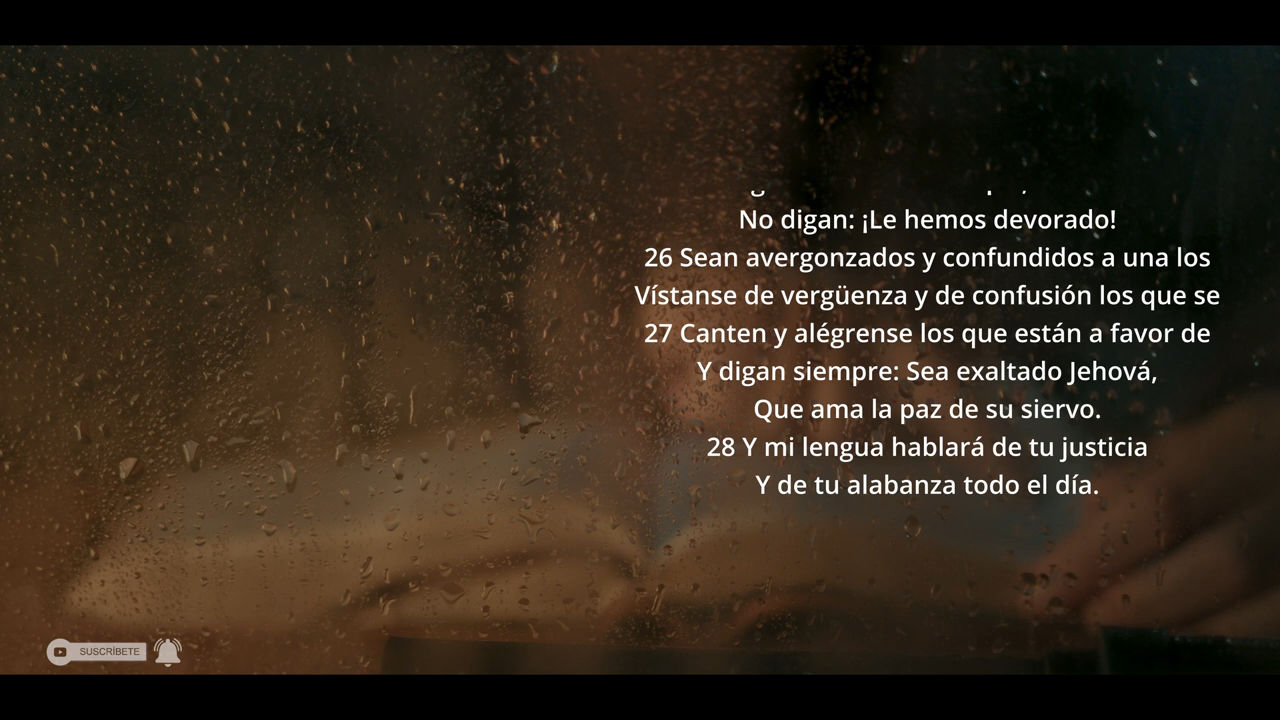 No digan: ¡Le hemos devorado!
26 Sean avergonzados y confundidos a una los
Vístanse de vergüenza y de confusión los que se
27 Canten y alégrense los que están a favor de
Y digan siempre: Sea exaltado Jehová,
Que ama la paz de su siervo.
28 Y mi lengua hablará de tu justicia
Y de tu alabanza todo el día.
SUSCRÍBETE